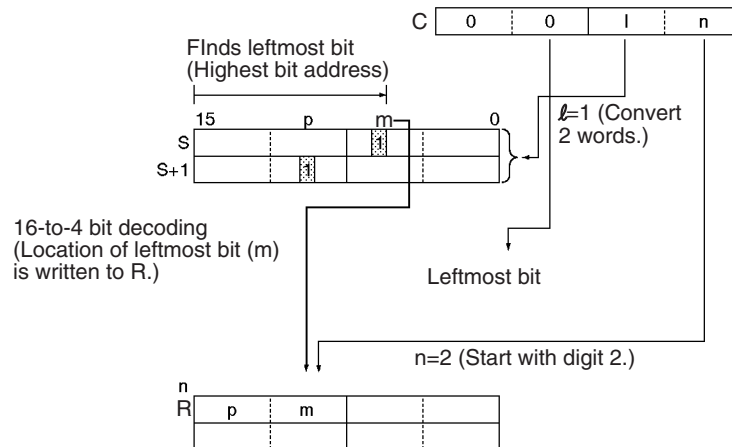 C 0 0 l n
FInds leftmost bit
(Highest bit address)
15 p m 0
S 1
S+1 1
ℓ=1 (Convert
2 words.)
16-to-4 bit decoding
(Location of leftmost bit (m)
is written to R.)
Leftmost bit
n=2 (Start with digit 2.)
n
R p m